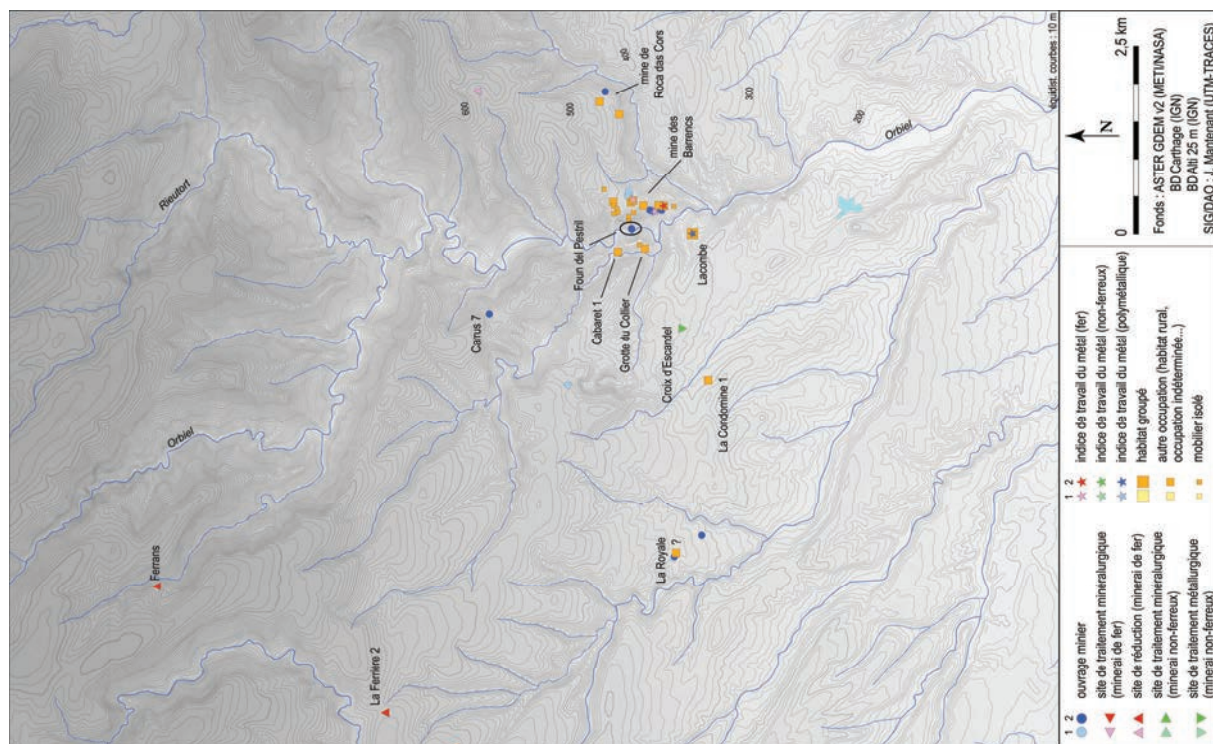 Rieutort
Orbiel
Ferrans
La Ferrière 2
600
500
400
300
200
mine de
Roca das Cors
mine des
Barrencs
Foun del Pestril
Cabaret 1
Grotte du Collier
Carrus 7
Croix d'Escardel
La Condomine 1
Lacombe
La Royale
?
Orbiel
équidist. courbes : 10 m
1 2
ouvrage minier
site de traitement minéralurgique
(minerai de fer)
site de réduction (minerai de fer)
site de traitement minéralurgique
(minerai non-ferreux)
site de traitement métallurgique
(minerai non-ferreux)
1 2
indice de travail du métal (fer)
indice de travail du métal (non-ferreux)
indice de travail du métal (polymétallique)
habitat groupé
autre occupation (habitat rural,
occupation indéterminée...)
mobilier isolé
N
0 2,5 km
Fonds : ASTER GDEM v2 (METI/NASA)
BD Carthage (IGN)
BD Alti 25 m (IGN)
SIG/DAO : J. Mantenant (UTM-TRACES)